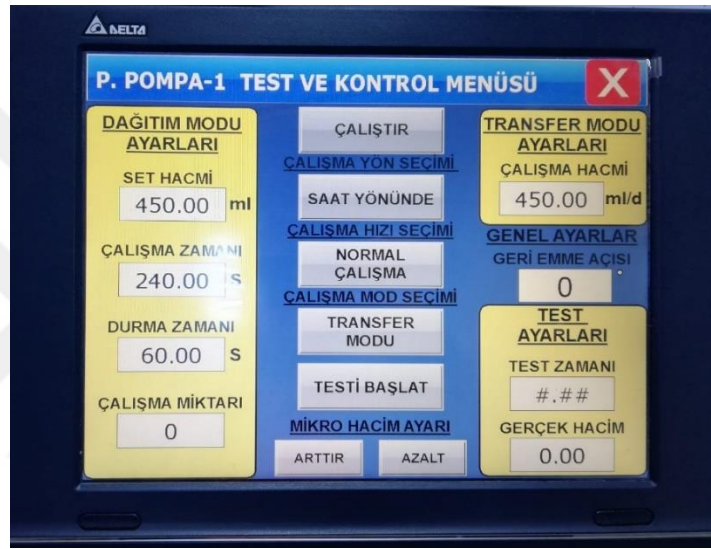 DELTA
P. POMPA-1 TEST VE KONTROL MENÜSÜ
X
DAĞITIM MODU
AYARLARI
SET HACMİ
450.00 ml
ÇALIŞMA ZAMANI
240.00 S
DURMA ZAMANI
60.00 S
ÇALIŞMA MİKTARI
0
ÇALIŞTIR
ÇALIŞMA YÖN SEÇİMİ
SAAT YÖNÜNDE
ÇALIŞMA HIZI SEÇİMİ
NORMAL
ÇALIŞMA
ÇALIŞMA MOD SEÇİMİ
TRANSFER
MODU
TESTİ BAŞLAT
MİKRO HACİM AYARI
ARTTIR AZALT
TRANSFER MODU
AYARLARI
ÇALIŞMA HACMİ
450.00 ml/d
GENEL AYARLAR
GERİ EMME AÇISI
0
TEST
AYARLARI
TEST ZAMANI
#.##
GERÇEK HACİM
0.00